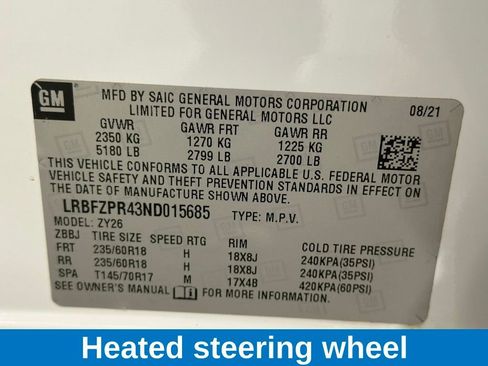 GM
MFD BY SAIC GENERAL MOTORS CORPORATION 08/21
LIMITED FOR GENERAL MOTORS LLC
GVWR GAWR FRT GAWR RR
2350 KG 1270 KG 1225 KG
5180 LB 2799 LB 2700 LB
THIS VEHICLE CONFORMS TO ALL APPLICABLE U.S. FEDERAL MOTOR
VEHICLE SAFETY AND THEFT PREVENTION STANDARDS IN EFFECT ON
THE DATE OF MANUFACTURE SHOWN ABOVE.
LRBFZPR43ND015685 TYPE: M.P.V.
MODEL: ZY26
ZBBJ TIRE SIZE SPEED RTG RIM COLD TIRE PRESSURE
FRT 235/60R18 H 18X8J 240KPA(35PSI)
RR 235/60R18 H 18X8J 240KPA(35PSI)
SPA T145/70R17 M 17X4B 420KPA(60PSI)
SEE OWNER'S MANUAL FOR MORE INFORMATION
Heated steering wheel